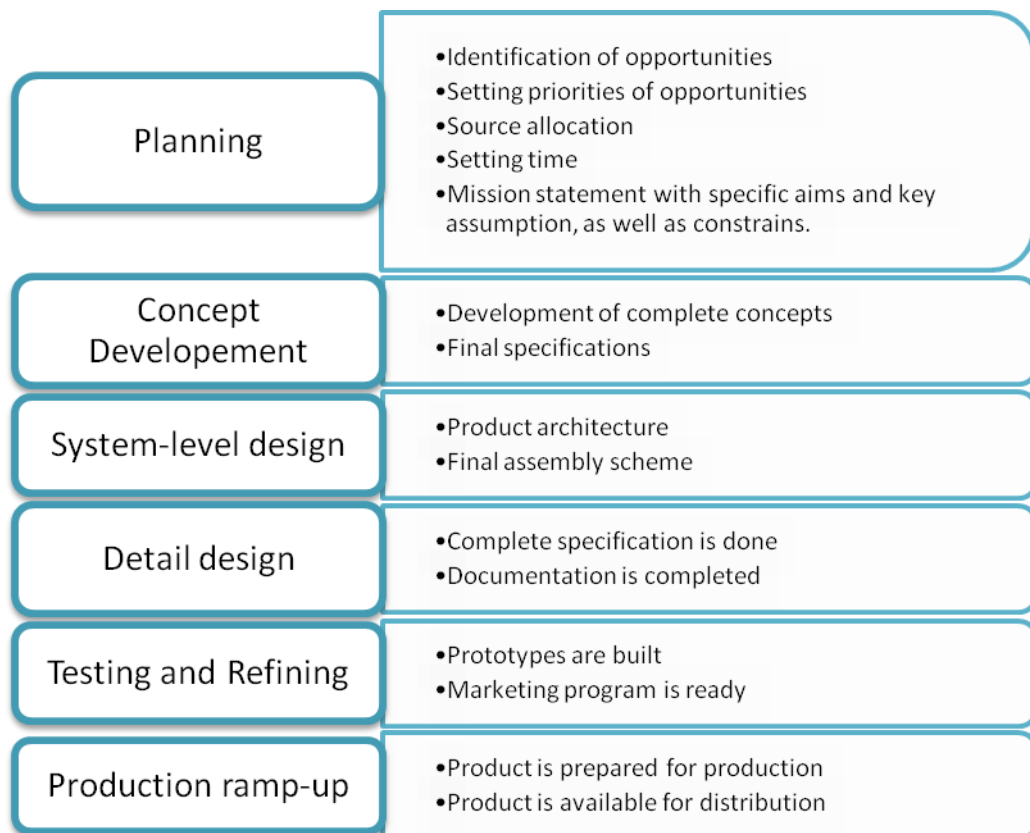 Planning
•Identification of opportunities
•Setting priorities of opportunities
•Source allocation
•Setting time
•Mission statement with specific aims and key
assumption, as well as constrains.
Concept
Developement
•Development of complete concepts
•Final specifications
System-level design
•Product architecture
•Final assembly scheme
Detail design
•Complete specification is done
•Documentation is completed
Testing and Refining
•Prototypes are built
•Marketing program is ready
Production ramp-up
•Product is prepared for production
•Product is available for distribution